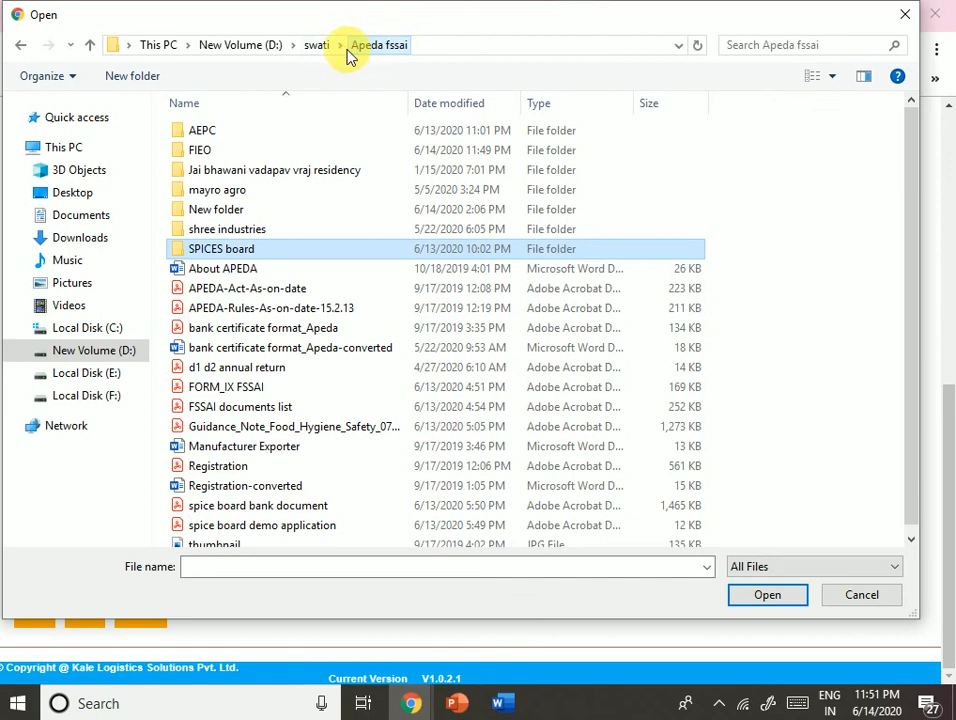 Open
This PC › New Volume (D:) › swati › Apeda fssai
Search Apeda fssai
Organize
New folder
Name Date modified Type Size
Quick access
This PC
3D Objects
Desktop
Documents
Downloads
Music
Pictures
Videos
Local Disk (C:)
New Volume (D:)
Local Disk (E:)
Local Disk (F:)
Network
AEPC 6/13/2020 11:01 PM File folder
FIEO 6/14/2020 11:49 PM File folder
Jai bhawani vadapav vraj residency 1/15/2020 7:01 PM File folder
mayro agro 5/5/2020 3:24 PM File folder
New folder 6/14/2020 2:06 PM File folder
shree industries 5/22/2020 6:05 PM File folder
SPICES board 6/13/2020 10:02 PM File folder
About APEDA 10/18/2019 4:01 PM Microsoft Word D... 26 KB
APEDA-Act-As-on-date 9/17/2019 12:08 PM Adobe Acrobat D... 223 KB
APEDA-Rules-As-on-date-15.2.13 9/17/2019 12:19 PM Adobe Acrobat D... 211 KB
bank certificate format_Apeda 9/17/2019 3:35 PM Adobe Acrobat D... 134 KB
bank certificate format_Apeda-converted 5/22/2020 9:53 AM Microsoft Word D... 18 KB
d1 d2 annual return 4/27/2020 6:10 AM Adobe Acrobat D... 14 KB
FORM_IX FSSAI 6/13/2020 4:51 PM Adobe Acrobat D... 169 KB
FSSAI documents list 6/13/2020 4:54 PM Adobe Acrobat D... 252 KB
Guidance_Note_Food_Hygiene_Safety_07... 6/13/2020 5:05 PM Adobe Acrobat D... 1,273 KB
Manufacturer Exporter 9/17/2019 3:46 PM Microsoft Word D... 13 KB
Registration 9/17/2019 12:06 PM Adobe Acrobat D... 561 KB
Registration-converted 9/17/2019 1:05 PM Microsoft Word D... 15 KB
spice board bank document 6/13/2020 5:50 PM Adobe Acrobat D... 1,465 KB
spice board demo application 6/13/2020 5:49 PM Adobe Acrobat D... 12 KB
thumbnail 9/17/2019 4:02 PM JPG File 135 KB
File name:
All Files
Open
Cancel
© Copyright @ Kale Logistics Solutions Pvt. Ltd.
Current Version V1.0.2.1
Search
ENG
IN
11:51 PM
6/14/2020
27